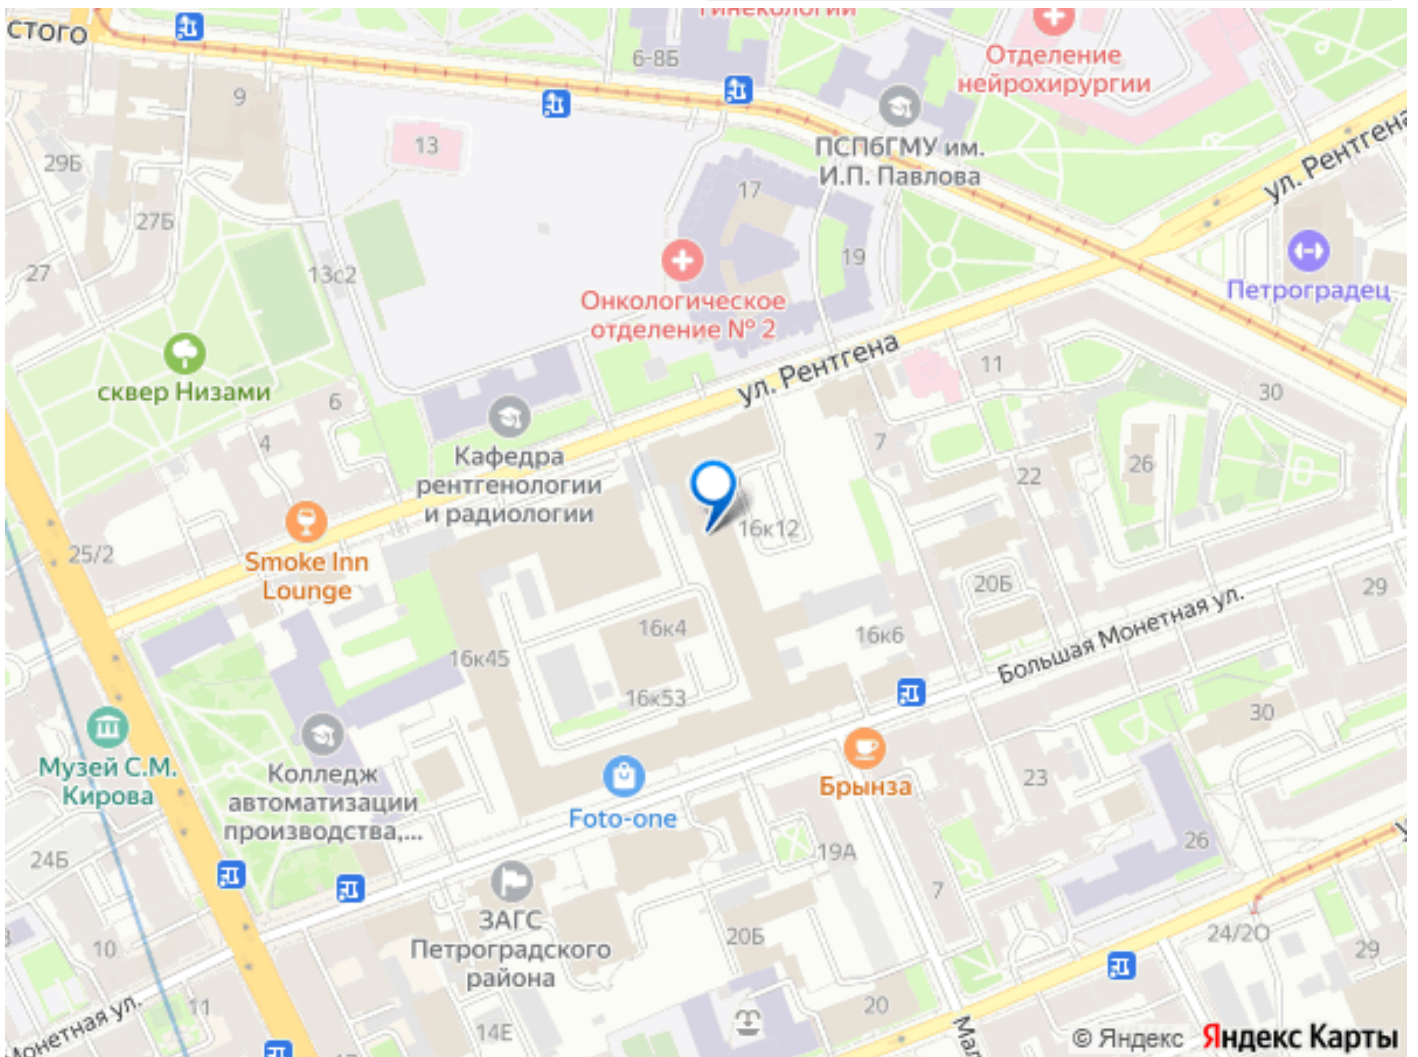 стого
6-8Б
гинекологии
Отделение
нейрохирургии
9
13
29Б
ПСПбГМУ им.
И.П. Павлова
ул. Рентгена
17
27Б
19
27
13с2
Онкологическое
отделение № 2
Петроградец
сквер Низами
ул. Рентгена
11
30
6
4
7
Кафедра
рентгенологии
и радиологии
22
26
25/2
Smoke Inn
Lounge
16к12
20Б
29
16к4
16к6
Большая Монетная ул.
16к45
16к53
30
Музей С.М.
Кирова
Колледж
автоматизации
производства,...
Foto-one
Брынза
23
24Б
19А
26
7
ЗАГС
Петроградского
района
10
20Б
24/20
29
Монетная ул.
11
14Е
20
Мал
17
© Яндекс
Яндекс Карты